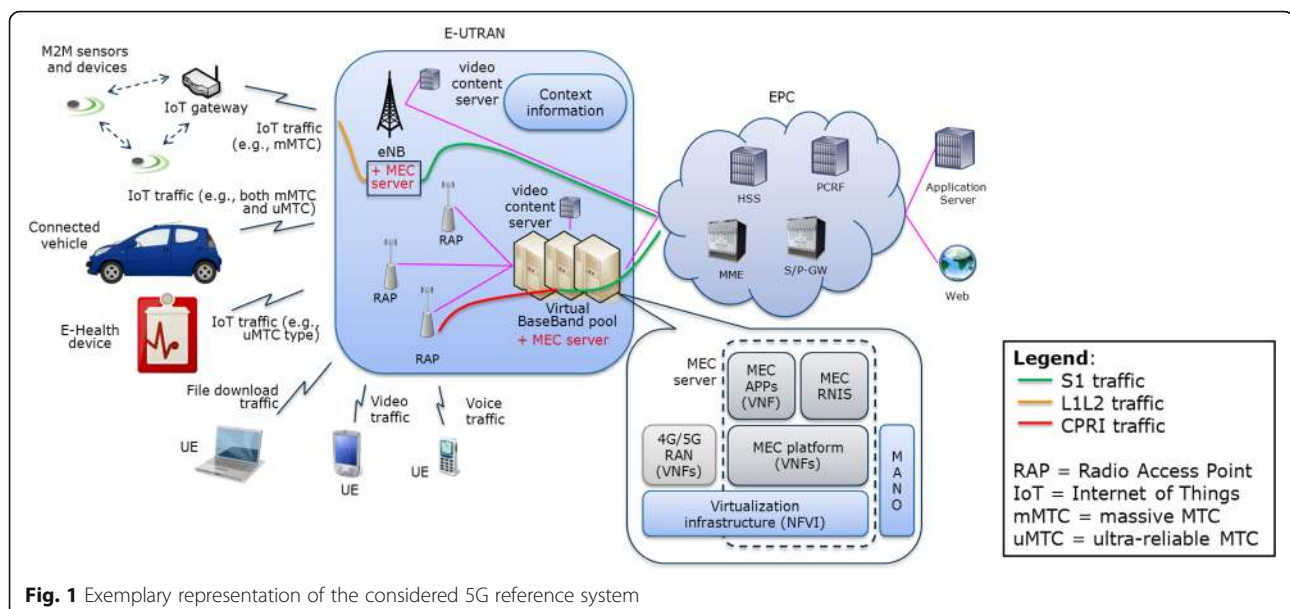 E-UTRAN
M2M sensors
and devices
IoT gateway
IoT traffic
(e.g., mMTC)
video
content
server
Context
information
eNB
+ MEC
server
EPC
HSS
PCRF
MME
S/P-GW
Application
Server
Web
IoT traffic (e.g., both mMTC
and uMTC)
Connected
vehicle
RAP
RAP
RAP
video
content
server
Virtual
BaseBand pool
+ MEC server
E-Health
device
IoT traffic (e.g.,
uMTC type)
File download
traffic
UE
Video
traffic
UE
Voice
traffic
UE
MEC
server
MEC
APPs
(VNF)
MEC
RNIS
4G/5G
RAN
(VNFs)
MEC platform
(VNFs)
Virtualization
infrastructure (NFVI)
M
A
N
O
Legend:
S1 traffic
L1L2 traffic
CPRI traffic
RAP = Radio Access Point
IoT = Internet of Things
mMTC = massive MTC
uMTC = ultra-reliable MTC
Fig. 1 Exemplary representation of the considered 5G reference system